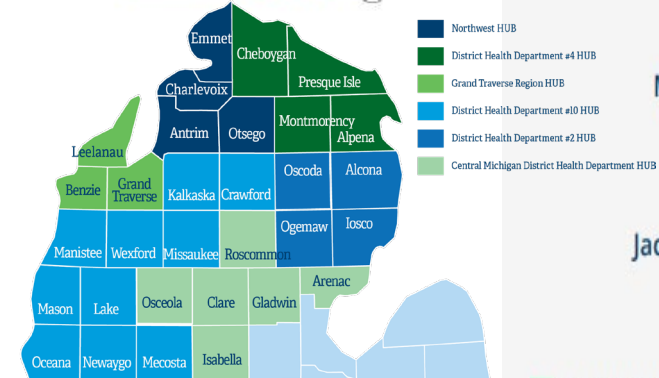 Emmet
Cheboygan
Presque Isle
Charlevoix
Antrim
Otsego
Montmorency
Alpena
Leelanau
Benzie
Grand
Traverse
Kalkaska
Crawford
Oscoda
Alcona
Manistee
Wexford
Missaukee
Roscommon
Ogemaw
Iosco
Mason
Lake
Osceola
Clare
Gladwin
Arenac
Oceana
Newaygo
Mecosta
Isabella
Northwest HUB
District Health Department #4 HUB
Grand Traverse Region HUB
District Health Department #10 HUB
District Health Department #2 HUB
Central Michigan District Health Department HUB